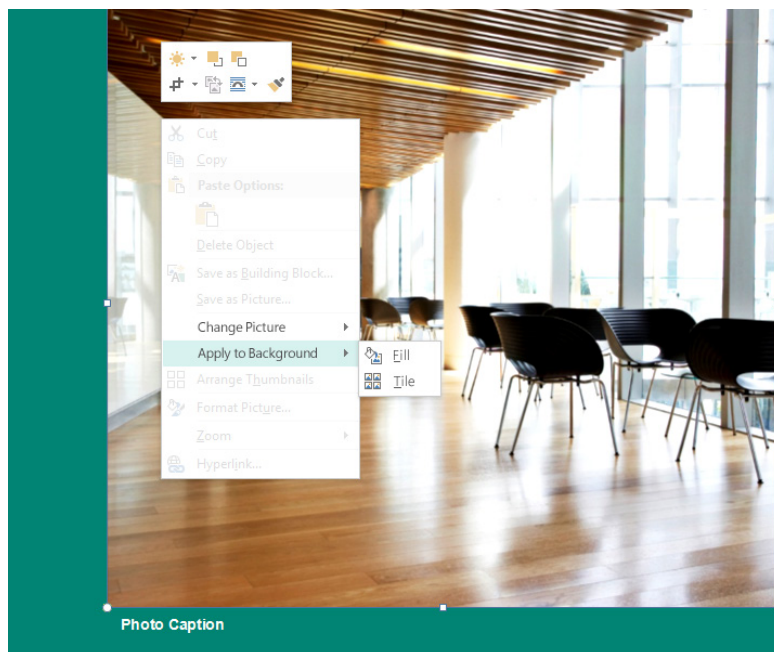 Cut
Copy
Paste Options:
Delete Object
Save as Building Block...
Save as Picture...
Change Picture
Apply to Background
Fill
Arrange Thumbnails
Tile
Format Picture...
Zoom
Hyperlink...
Photo Caption